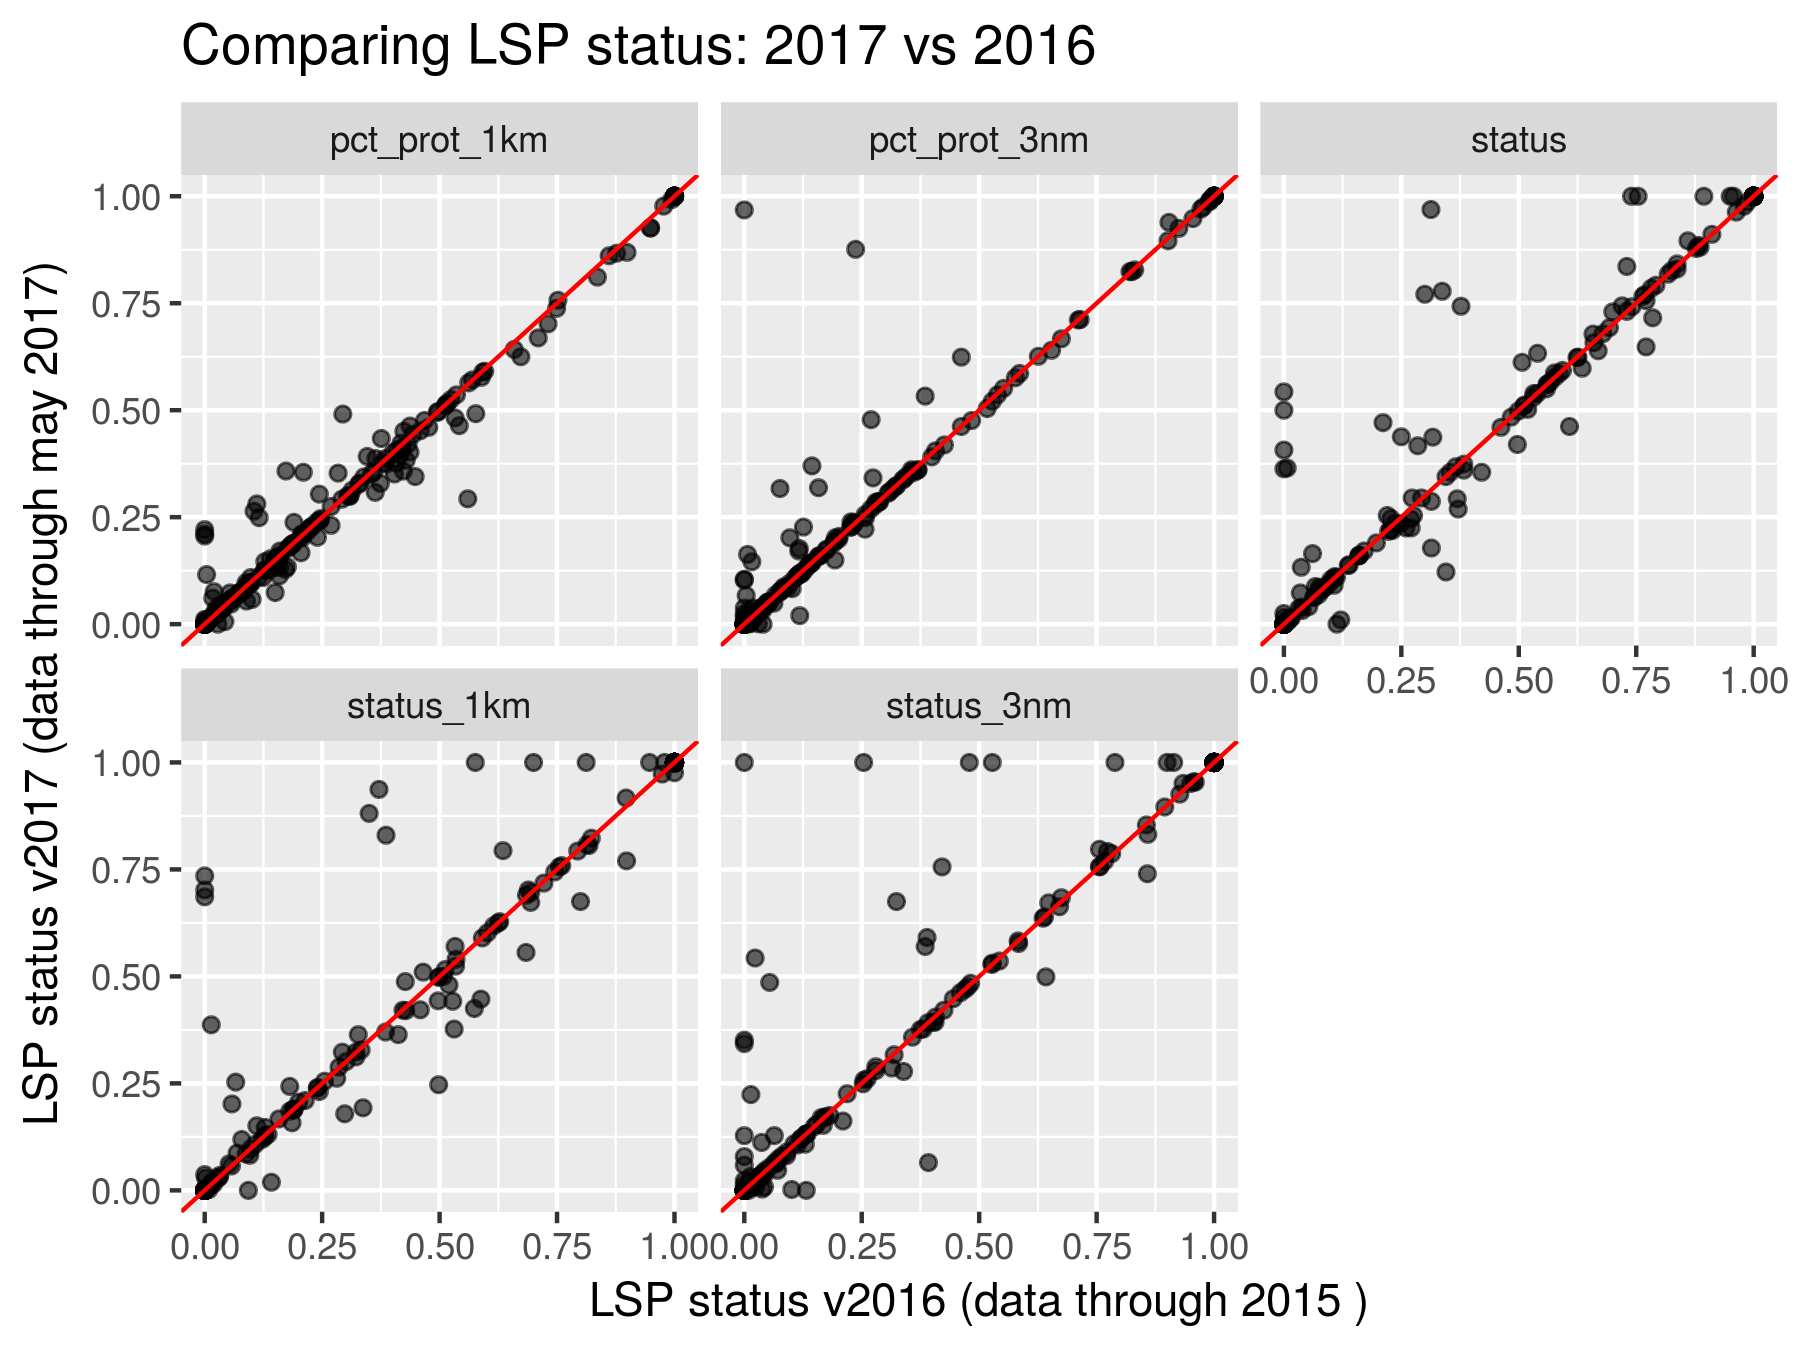 Comparing LSP status: 2017 vs 2016
pct_prot_1km
pct_prot_3nm
status
1.00
0.75
0.50
0.25
0.00
0.00 0.25 0.50 0.75 1.00
status_1km
status_3nm
1.00
0.75
0.50
0.25
0.00
0.00 0.25 0.50 0.75 1.00
0.00 0.25 0.50 0.75 1.00
LSP status v2017 (data through may 2017)
LSP status v2016 (data through 2015 )